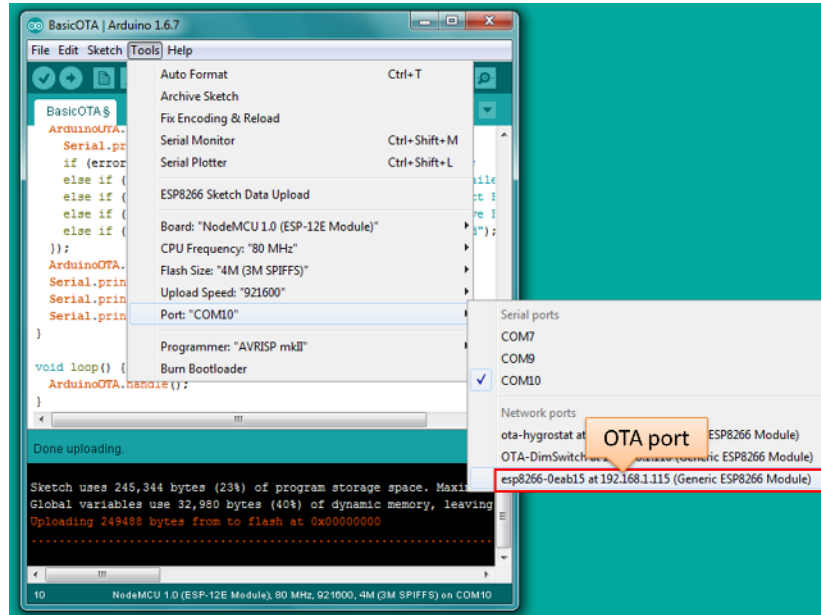 BasicOTA | Arduino 1.6.7
File Edit Sketch Tools Help
Auto Format Ctrl+T
Archive Sketch
Fix Encoding & Reload
Serial Monitor Ctrl+Shift+M
Serial Plotter Ctrl+Shift+L
ESP8266 Sketch Data Upload
Board: "NodeMCU 1.0 (ESP-12E Module)"
CPU Frequency: "80 MHz"
Flash Size: "4M (3M SPIFFS)"
Upload Speed: "921600"
Port: "COM10"
Programmer: "AVRISP mkII"
Burn Bootloader
Serial ports
COM7
COM9
COM10
Network ports
ota-hygrostat at ESP8266 Module)
OTA-DimSwitch (Generic ESP8266 Module)
esp8266-0eab15 at 192.168.1.115 (Generic ESP8266 Module)
OTA port
BasicOTA §
ArduinoOTA.
Serial.pr
if (error
else if (
else if (
else if (
else if ( d");
});
ArduinoOTA.
Serial.prin
Serial.prin
Serial.prin
}
void loop() {
ArduinoOTA.handle();
}
Done uploading.
Sketch uses 245,344 bytes (23%) of program storage space.
Global variables use 32,980 bytes (40%) of dynamic memory, leaving
Uploading 249488 bytes from to flash at 0x00000000
................................................................
10 NodeMCU 1.0 (ESP-12E Module), 80 MHz, 921600, 4M (3M SPIFFS) on COM10